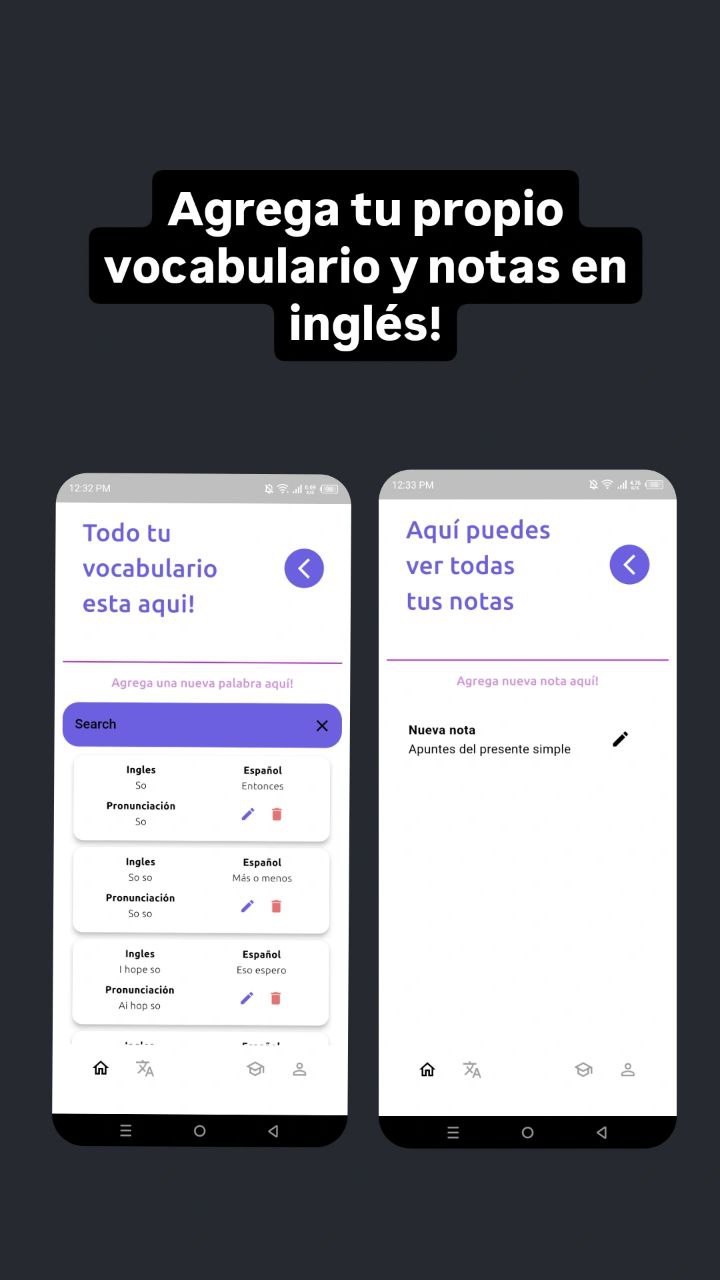 Agrega tu propio
vocabulario y notas en
inglés!
12:32 PM
Todo tu
vocabulario
esta aqui!
Agrega una nueva palabra aquí!
Search
Ingles
Español
So
Entonces
Pronunciación
So
Ingles
Español
So so
Más o menos
Pronunciación
So so
Ingles
Español
I hope so
Eso espero
Pronunciación
Ai hop so
12:33 PM
Aquí puedes
ver todas
tus notas
Agrega nueva nota aquí!
Nueva nota
Apuntes del presente simple